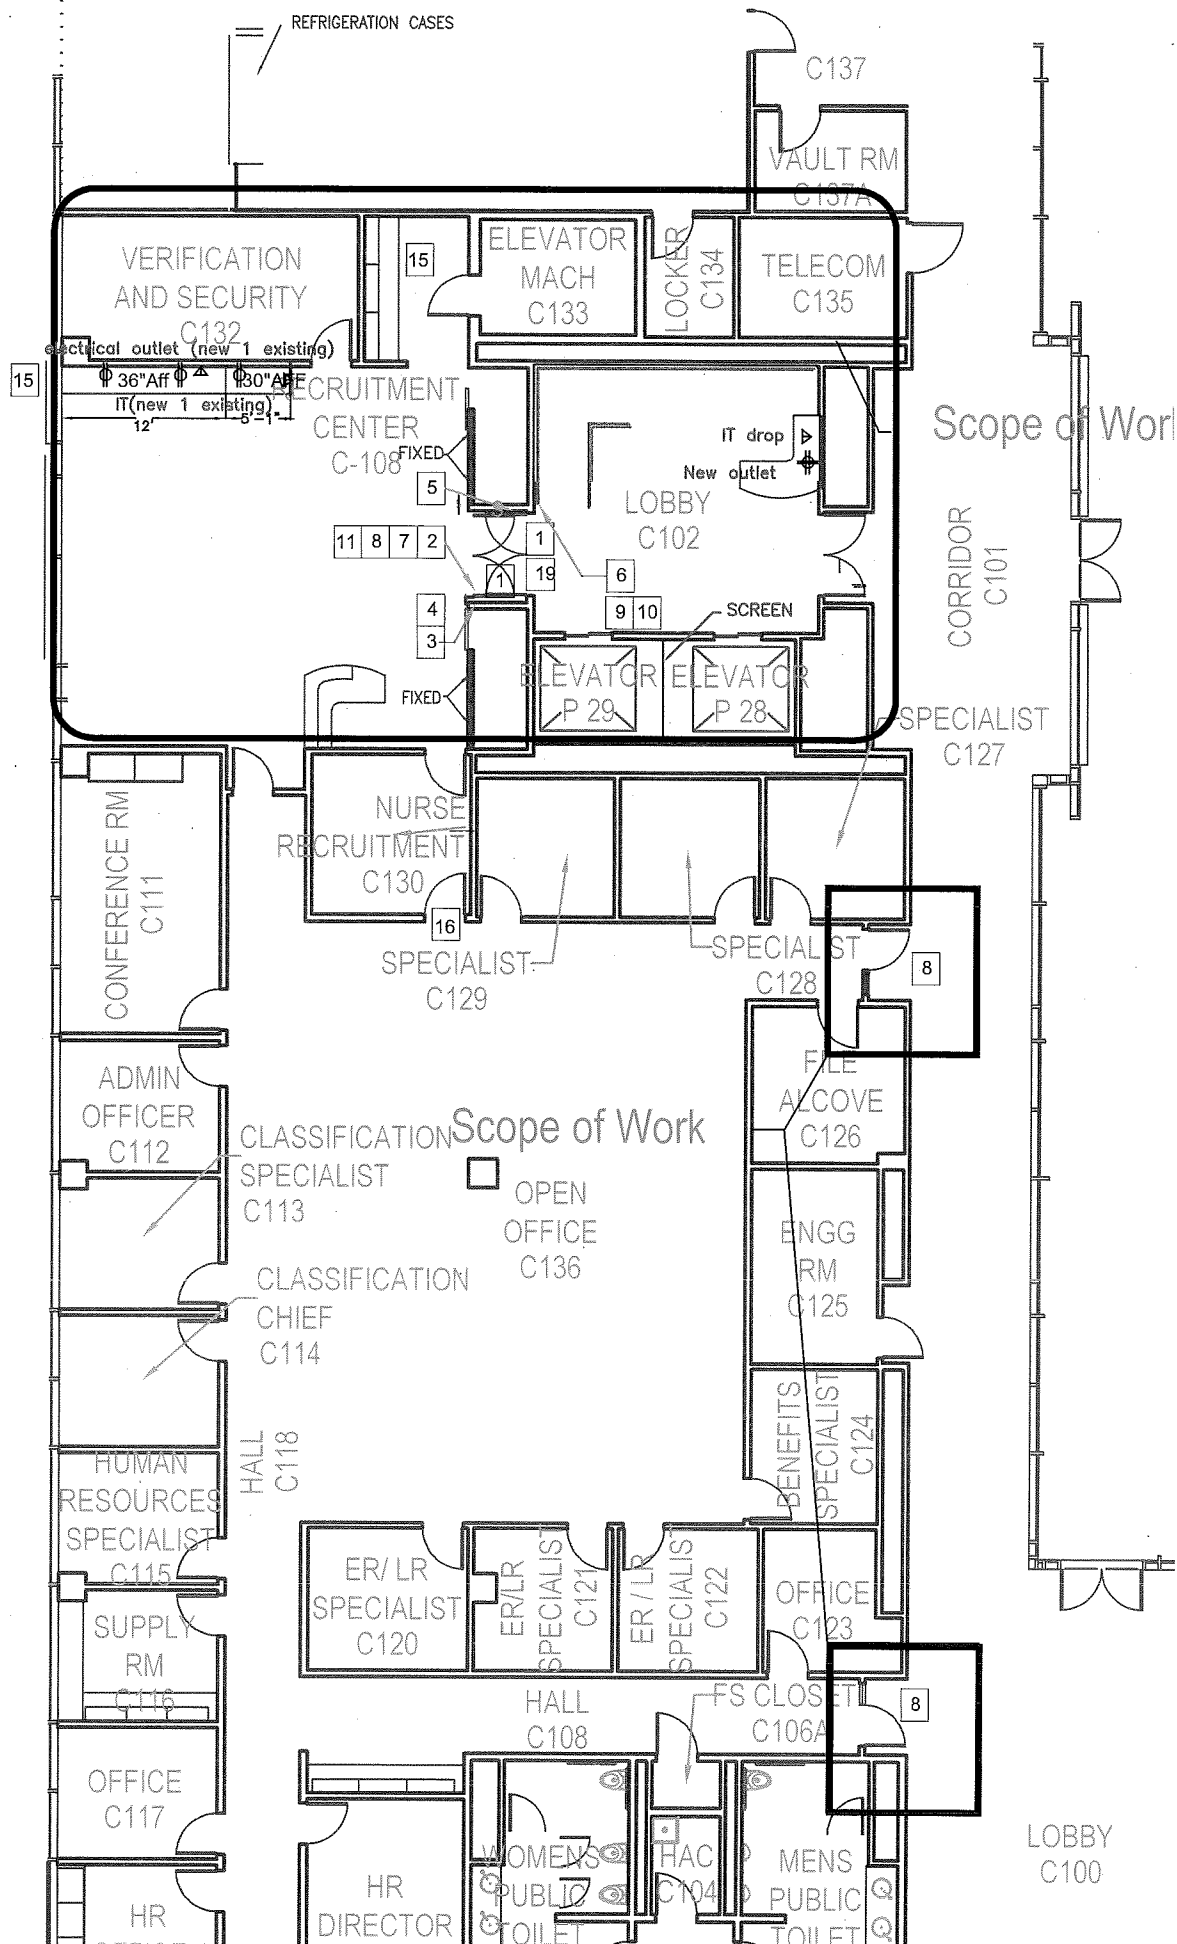 REFRIGERATION CASES
C137
VAULT RM
C137A
VERIFICATION
AND SECURITY
C132
15
ELEVATOR
MACH
C133
LOCKER
C134
TELECOM
C135
electrical outlet (new 1 existing)
15
36"Aff
30"AFF
IT(new 1 existing)
12'
5'-1"
RECRUITMENT
CENTER
C-108
FIXED
IT drop
New outlet
Scope of Worl
5
LOBBY
C102
11 8 7 2
1
1
19
6
9 10
4
3
SCREEN
CORRIDOR
C101
FIXED
ELEVATOR
P 29
ELEVATOR
P 28
SPECIALIST
C127
CONFERENCE RM
C111
NURSE
RECRUITMENT
C130
16
SPECIALIST
C129
SPECIALIST
C128
8
ADMIN
OFFICER
C112
FILE
ALCOVE
C126
CLASSIFICATION
SPECIALIST
C113
Scope of Work
OPEN
OFFICE
C136
ENGG
RM
C125
CLASSIFICATION
CHIEF
C114
HALL
C118
BENEFITS
SPECIALIST
C124
HUMAN
RESOURCES
SPECIALIST
C115
ER/ LR
SPECIALIST
C120
ER/LR
SPECIALIST
C121
ER / LR
SPECIALIST
C122
OFFICE
C123
SUPPLY
RM
C116
HALL
C108
FS CLOSET
C106A
8
OFFICE
C117
LOBBY
C100
HR
DIRECTOR
WOMENS
PUBLIC
TOILET
HAC
C104
MENS
PUBLIC
TOILET
HR